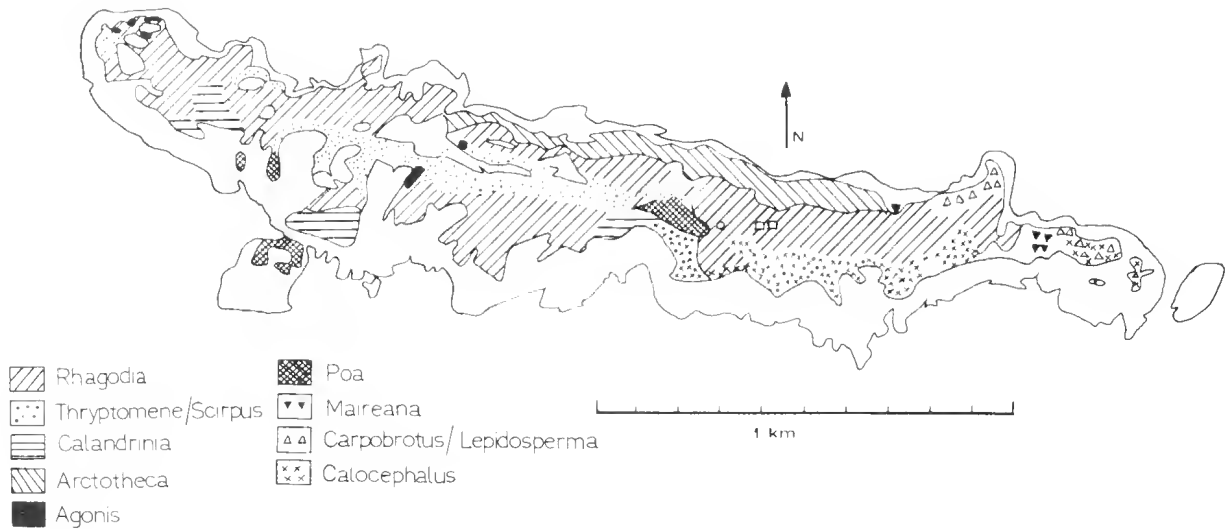 N
Rhagodia
Thryptomene/Scirpus
Calandrinia
Arctotheca
Agonis
Poa
Maireana
Carpobrotus/Lepidosperma
Calocephalus
1 km